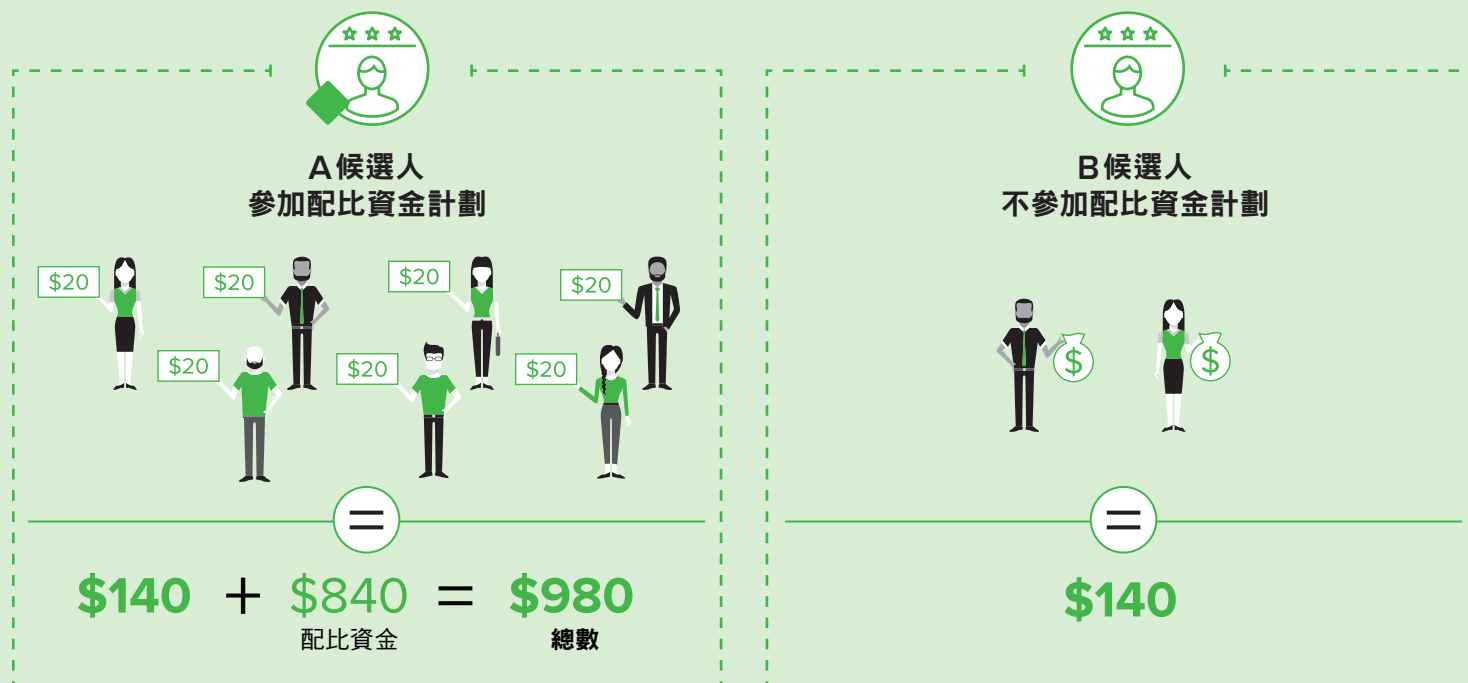 A候選人
參加配比資金計劃
$20
$20
$20
$20
$20
$20
$20
=
$140 + $840 = $980
配比資金
總數
B候選人
不參加配比資金計劃
$
$
=
$140